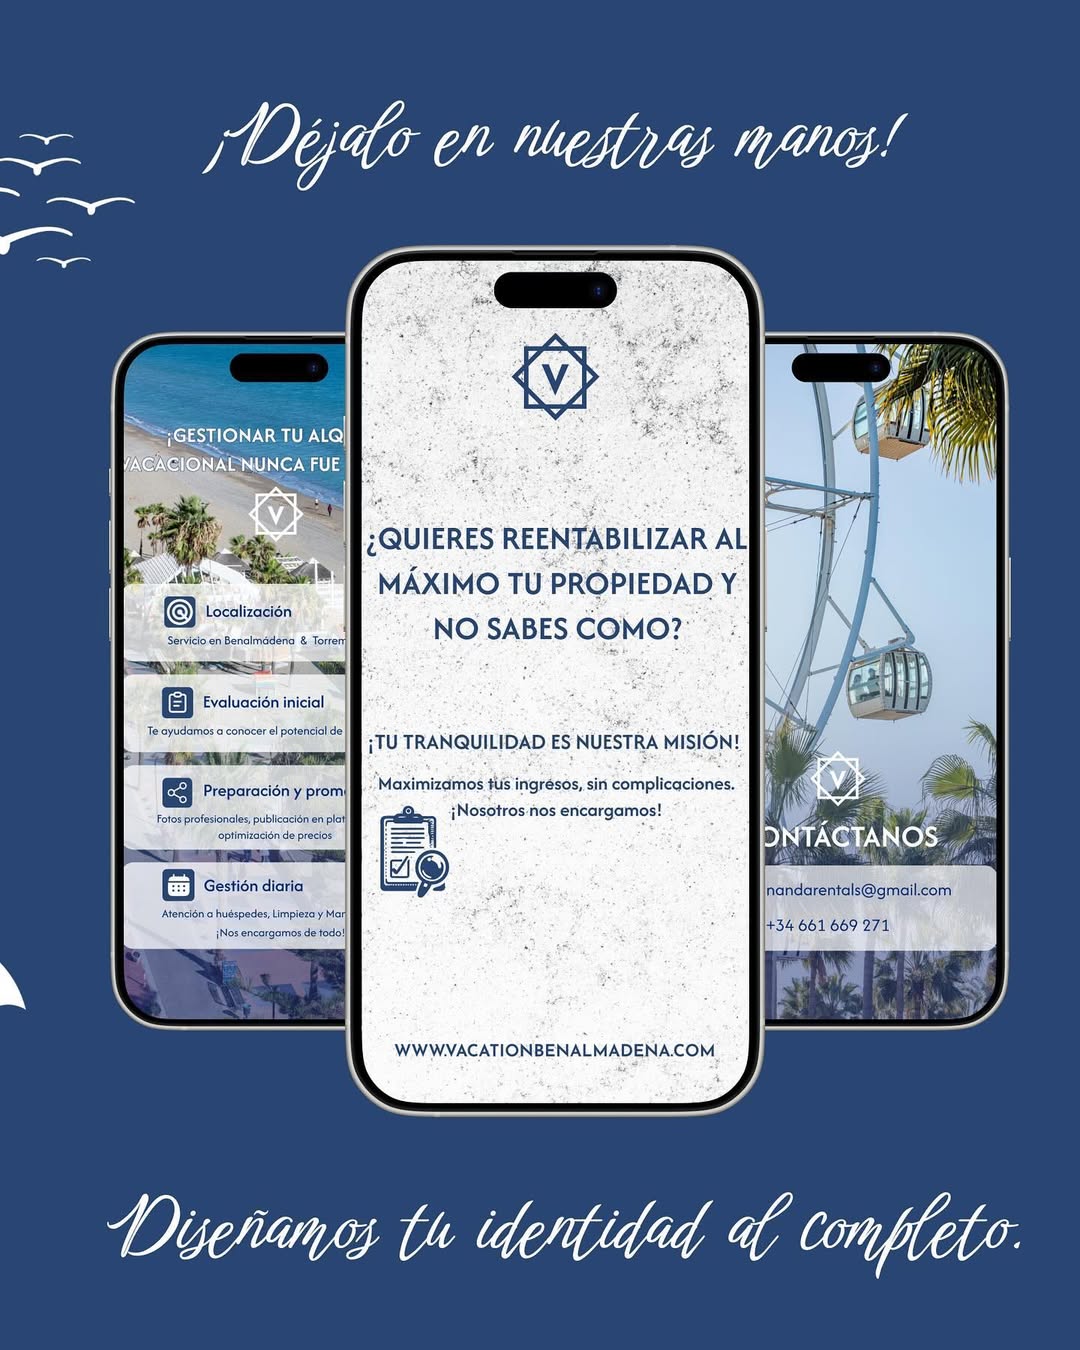 ¡Déjalo en nuestras manos!
¡GESTIONAR TU ALQ
VACACIONAL NUNCA FUE
V
Localización
Servicio en Benalmádena & Torrem
Evaluación inicial
Te ayudamos a conocer el potencial de
Preparación y prom
Fotos profesionales, publicación en plat
optimización de precios
Gestión diaria
Atención a huéspedes, Limpieza y Man
¡Nos encargamos de todo!
V
¿QUIERES REENTABILIZAR AL
MÁXIMO TU PROPIEDAD Y
NO SABES COMO?
¡TU TRANQUILIDAD ES NUESTRA MISIÓN!
Maximizamos tus ingresos, sin complicaciones.
¡Nosotros nos encargamos!
WWW.VACATIONBENALMADENA.COM
V
ONTÁCTANOS
nandarentals@gmail.com
+34 661 669 271
Diseñamos tu identidad al completo.